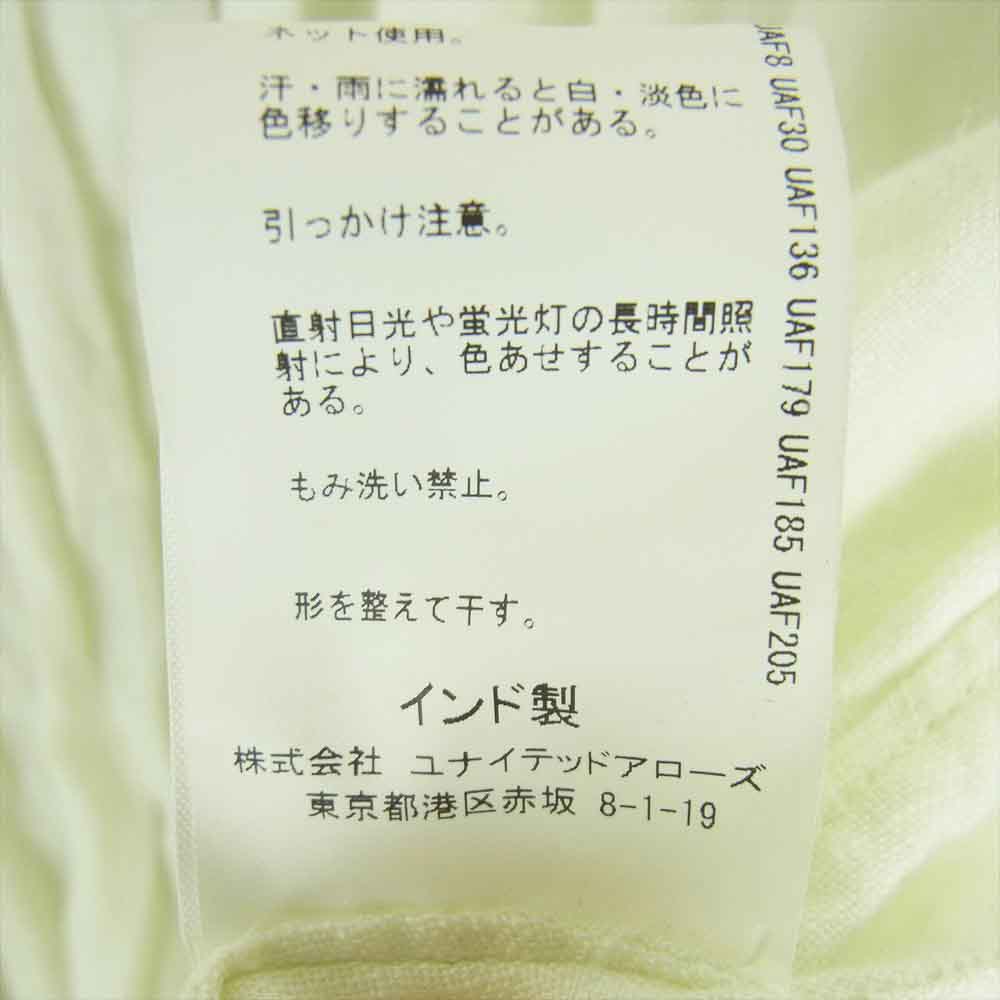 ネット使用。
汗・雨に濡れると白・淡色に
色移りすることがある。
引っかけ注意。
直射日光や蛍光灯の長時間照
射により、色あせすることが
ある。
もみ洗い禁止。
形を整えて干す。
インド製
株式会社 ユナイテッドアローズ
東京都港区赤坂 8-1-19
UAF8 UAF30 UAF136 UAF179 UAF185 UAF205